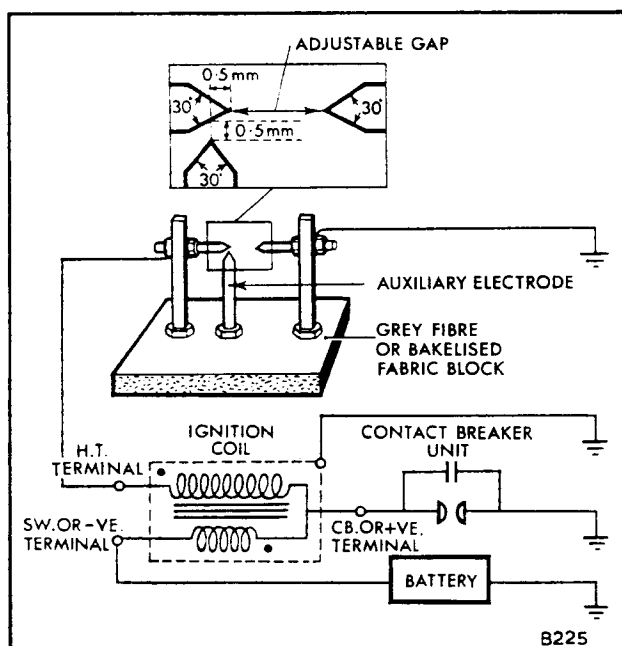 ADJUSTABLE GAP
0·5mm
30°
30°
0·5mm
30°
AUXILIARY ELECTRODE
GREY FIBRE
OR BAKELISED
FABRIC BLOCK
IGNITION
COIL
CONTACT BREAKER
UNIT
H.T.
TERMINAL
SW.OR-VE.
TERMINAL
CB.OR+VE.
TERMINAL
BATTERY
B225